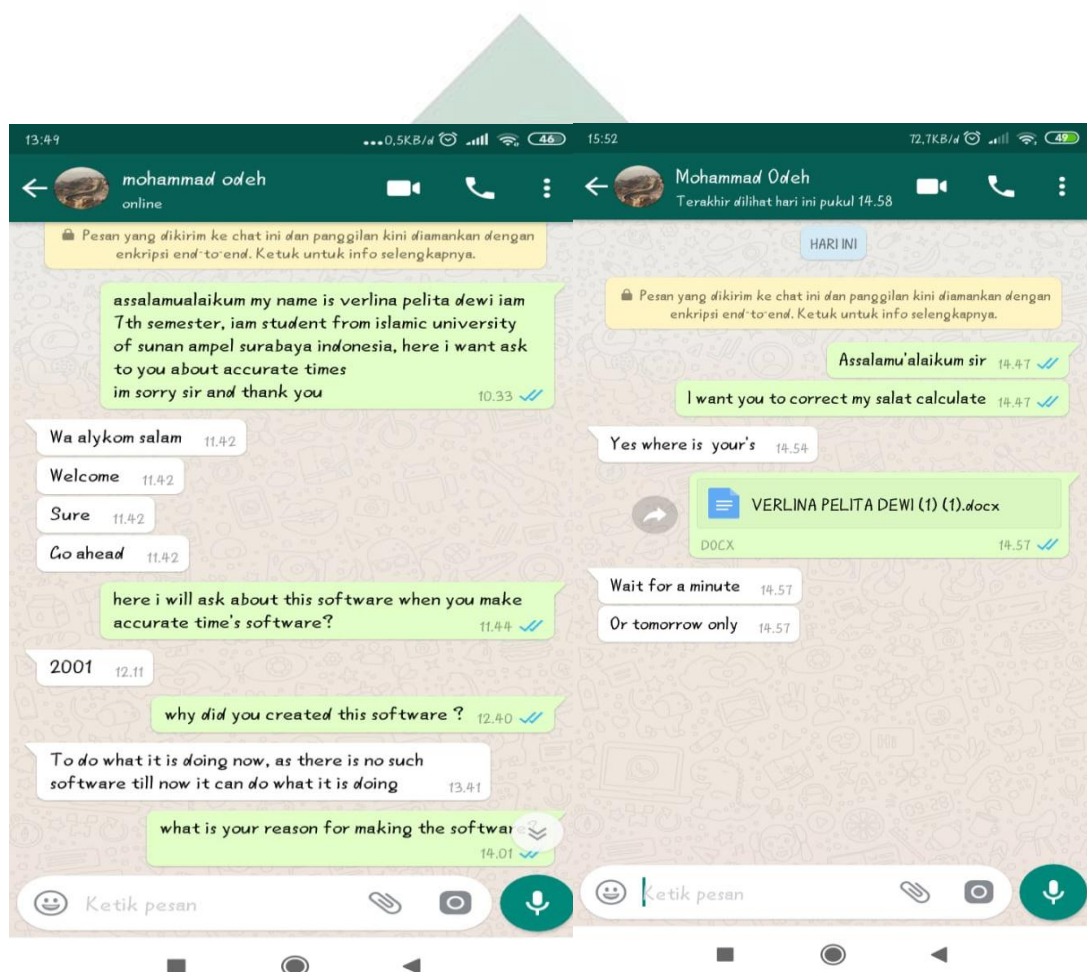 13:49
...0,5KB/d 46
mohammad odeh
online
Pesan yang dikirim ke chat ini dan panggilan kini diamankan dengan
enkripsi end-to-end. Ketuk untuk info selengkapnya.
assalamualaikum my name is verlina pelita dewi iam
7th semester, iam student from islamic university
of sunan ampel surabaya indonesia, here i want ask
to you about accurate times
im sorry sir and thank you 10.33
Wa alykom salam 11.42
Welcome 11.42
Sure 11.42
Go ahead 11.42
here i will ask about this software when you make
accurate time's software? 11.44
2001 12.11
why did you created this software ? 12.40
To do what it is doing now, as there is no such
software till now it can do what it is doing 13.41
what is your reason for making the softwar
14.01
Ketik pesan
15:52
72,7KB/d 49
Mohammad Odeh
Terakhir dilihat hari ini pukul 14.58
HARI INI
Pesan yang dikirim ke chat ini dan panggilan kini diamankan dengan
enkripsi end-to-end. Ketuk untuk info selengkapnya.
Assalamu'alaikum sir 14.47
I want you to correct my salat calculate 14.47
Yes where is your's 14.54
VERLINA PELITA DEWI (1) (1).docx
DOCX 14.57
Wait for a minute 14.57
Or tomorrow only 14.57
Ketik pesan